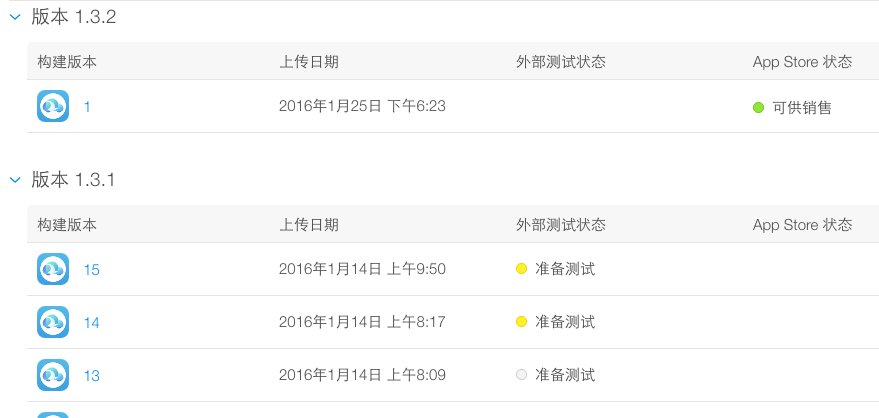 版本 1.3.2
构建版本 上传日期 外部测试状态 App Store 状态
1 2016年1月25日 下午6:23 可供销售
版本 1.3.1
构建版本 上传日期 外部测试状态 App Store 状态
15 2016年1月14日 上午9:50 准备测试
14 2016年1月14日 上午8:17 准备测试
13 2016年1月14日 上午8:09 准备测试